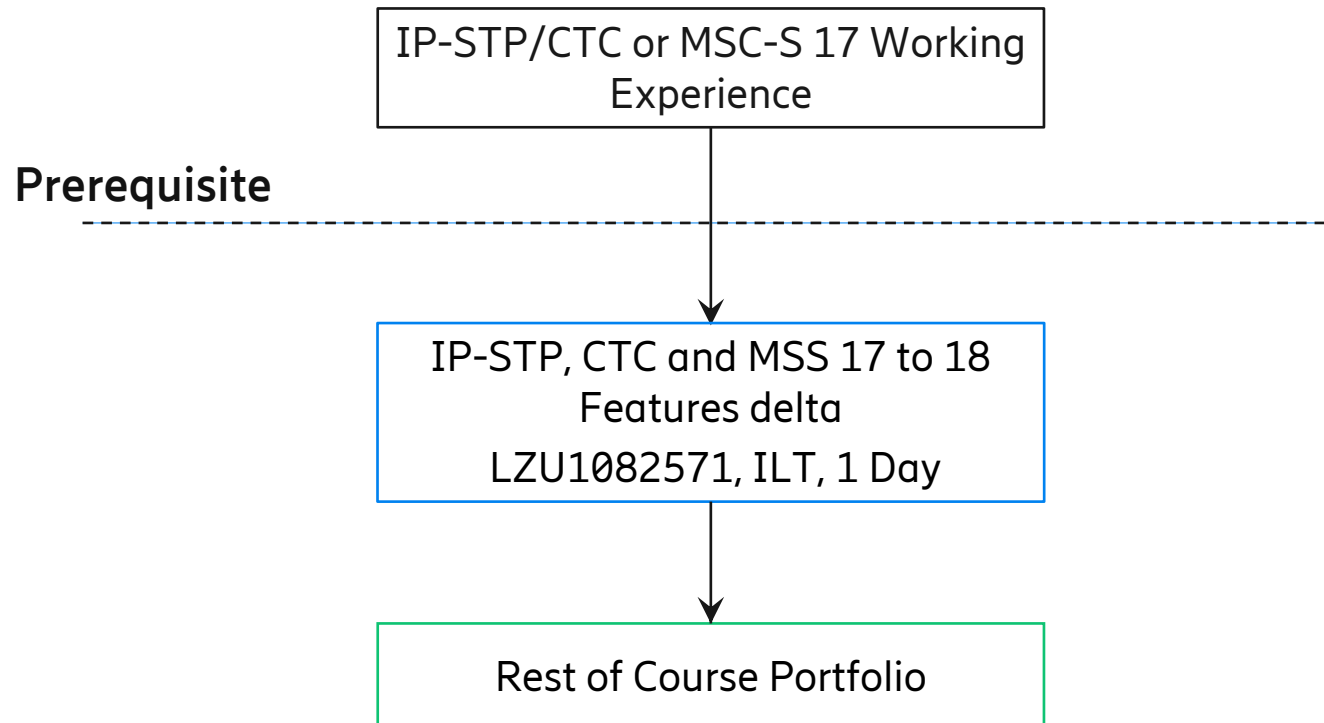 IP-STP/CTC or MSC-S 17 Working
Experience
Prerequisite
IP-STP, CTC and MSS 17 to 18
Features delta
LZU1082571, ILT, 1 Day
Rest of Course Portfolio